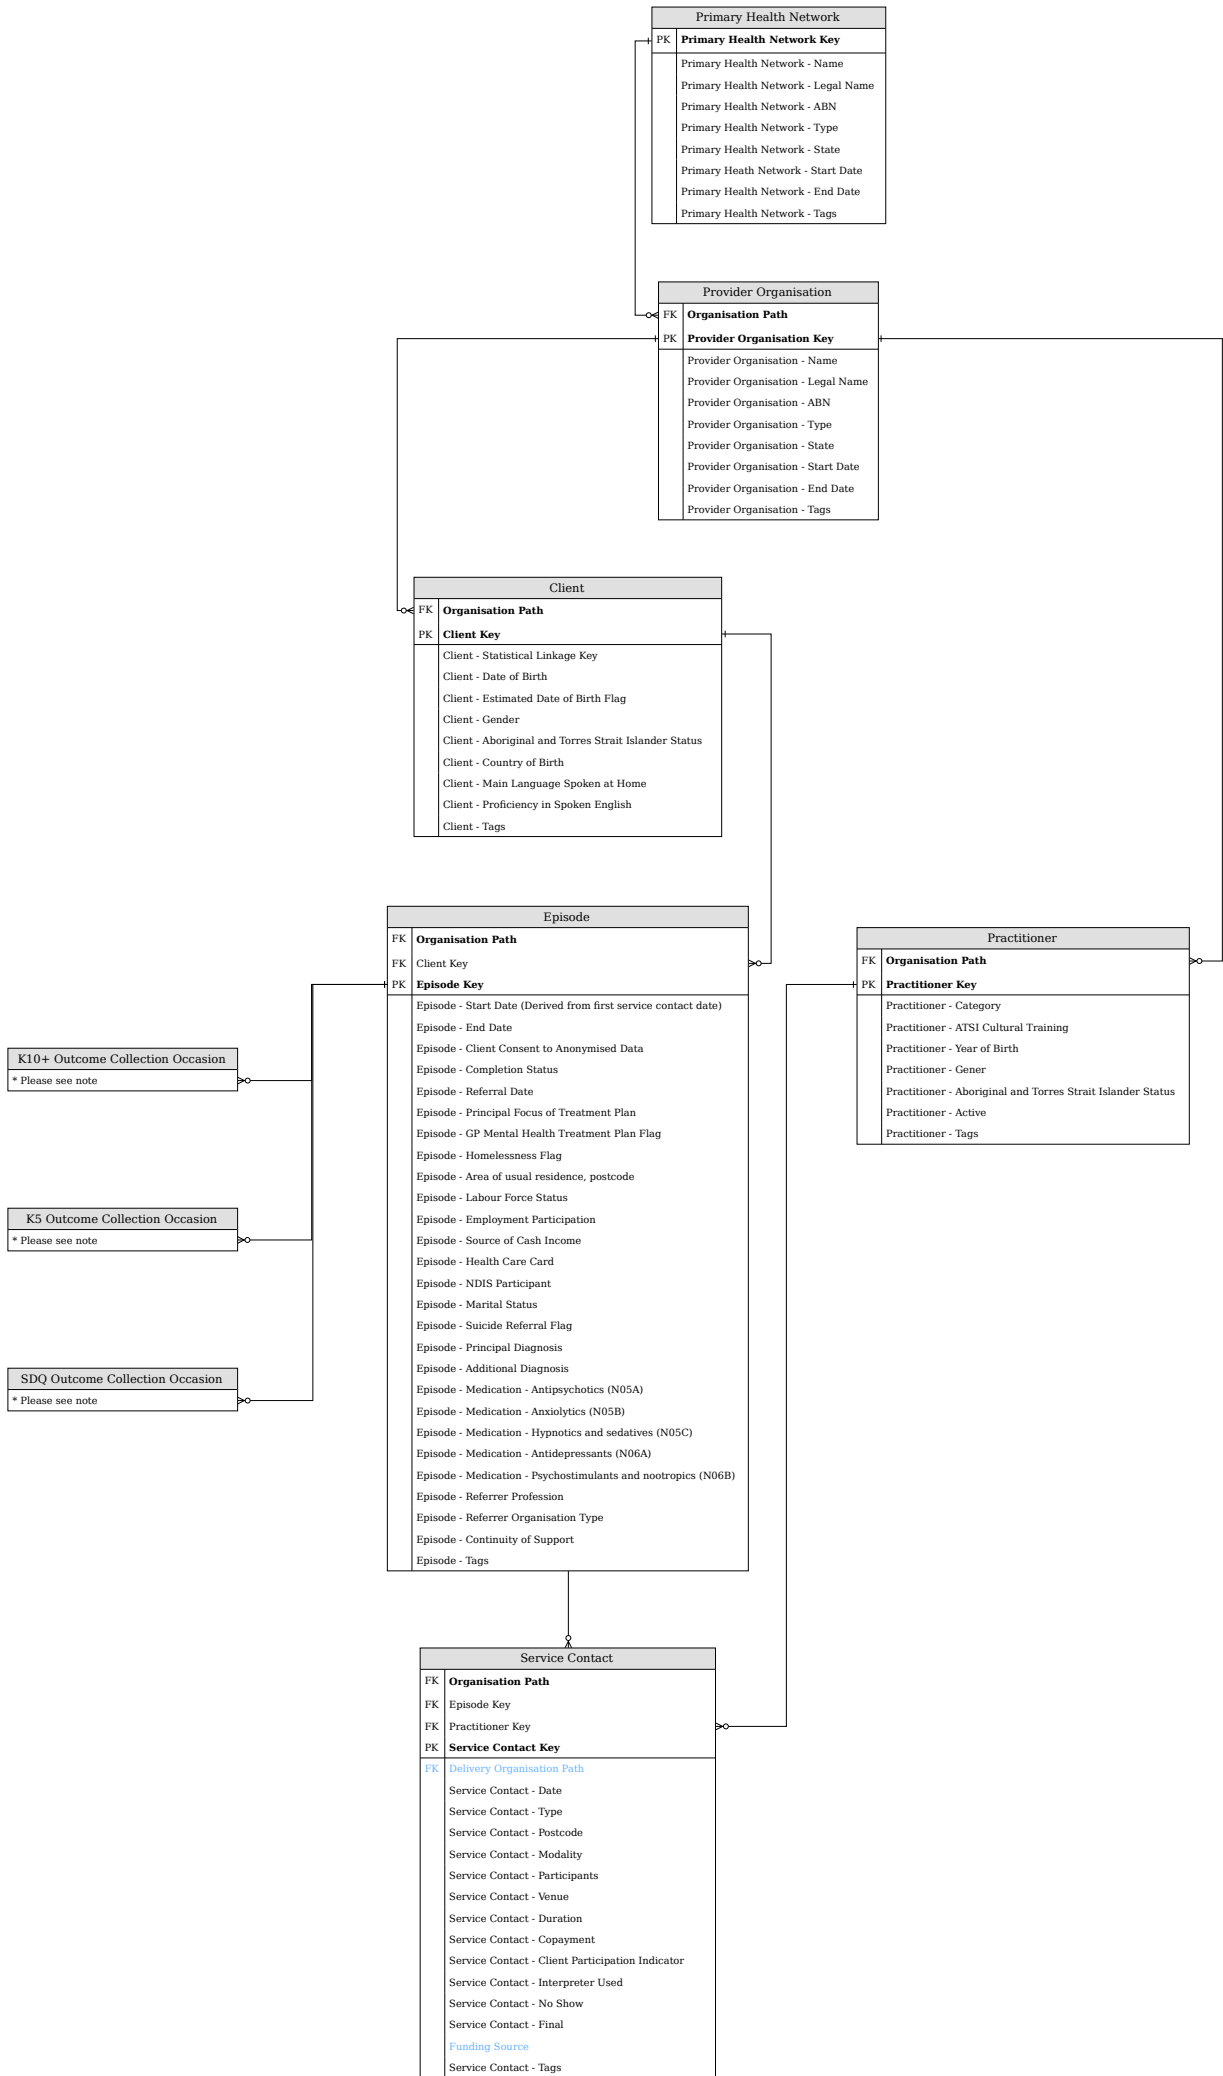 Primary Health Network
PK Primary Health Network Key
Primary Health Network - Name
Primary Health Network - Legal Name
Primary Health Network - ABN
Primary Health Network - Type
Primary Health Network - State
Primary Heath Network - Start Date
Primary Health Network - End Date
Primary Health Network - Tags
Provider Organisation
FK Organisation Path
PK Provider Organisation Key
Provider Organisation - Name
Provider Organisation - Legal Name
Provider Organisation - ABN
Provider Organisation - Type
Provider Organisation - State
Provider Organisation - Start Date
Provider Organisation - End Date
Provider Organisation - Tags
Client
FK Organisation Path
PK Client Key
Client - Statistical Linkage Key
Client - Date of Birth
Client - Estimated Date of Birth Flag
Client - Gender
Client - Aboriginal and Torres Strait Islander Status
Client - Country of Birth
Client - Main Language Spoken at Home
Client - Proficiency in Spoken English
Client - Tags
Episode
FK Organisation Path
FK Client Key
PK Episode Key
Episode - Start Date (Derived from first service contact date)
Episode - End Date
Episode - Client Consent to Anonymised Data
Episode - Completion Status
Episode - Referral Date
Episode - Principal Focus of Treatment Plan
Episode - GP Mental Health Treatment Plan Flag
Episode - Homelessness Flag
Episode - Area of usual residence, postcode
Episode - Labour Force Status
Episode - Employment Participation
Episode - Source of Cash Income
Episode - Health Care Card
Episode - NDIS Participant
Episode - Marital Status
Episode - Suicide Referral Flag
Episode - Principal Diagnosis
Episode - Additional Diagnosis
Episode - Medication - Antipsychotics (N05A)
Episode - Medication - Anxiolytics (N05B)
Episode - Medication - Hypnotics and sedatives (N05C)
Episode - Medication - Antidepressants (N06A)
Episode - Medication - Psychostimulants and nootropics (N06B)
Episode - Referrer Profession
Episode - Referrer Organisation Type
Episode - Continuity of Support
Episode - Tags
Practitioner
FK Organisation Path
PK Practitioner Key
Practitioner - Category
Practitioner - ATSI Cultural Training
Practitioner - Year of Birth
Practitioner - Gener
Practitioner - Aboriginal and Torres Strait Islander Status
Practitioner - Active
Practitioner - Tags
K10+ Outcome Collection Occasion
* Please see note
K5 Outcome Collection Occasion
* Please see note
SDQ Outcome Collection Occasion
* Please see note
Service Contact
FK Organisation Path
FK Episode Key
FK Practitioner Key
PK Service Contact Key
FK Delivery Organisation Path
Service Contact - Date
Service Contact - Type
Service Contact - Postcode
Service Contact - Modality
Service Contact - Participants
Service Contact - Venue
Service Contact - Duration
Service Contact - Copayment
Service Contact - Client Participation Indicator
Service Contact - Interpreter Used
Service Contact - No Show
Service Contact - Final
Funding Source
Service Contact - Tags